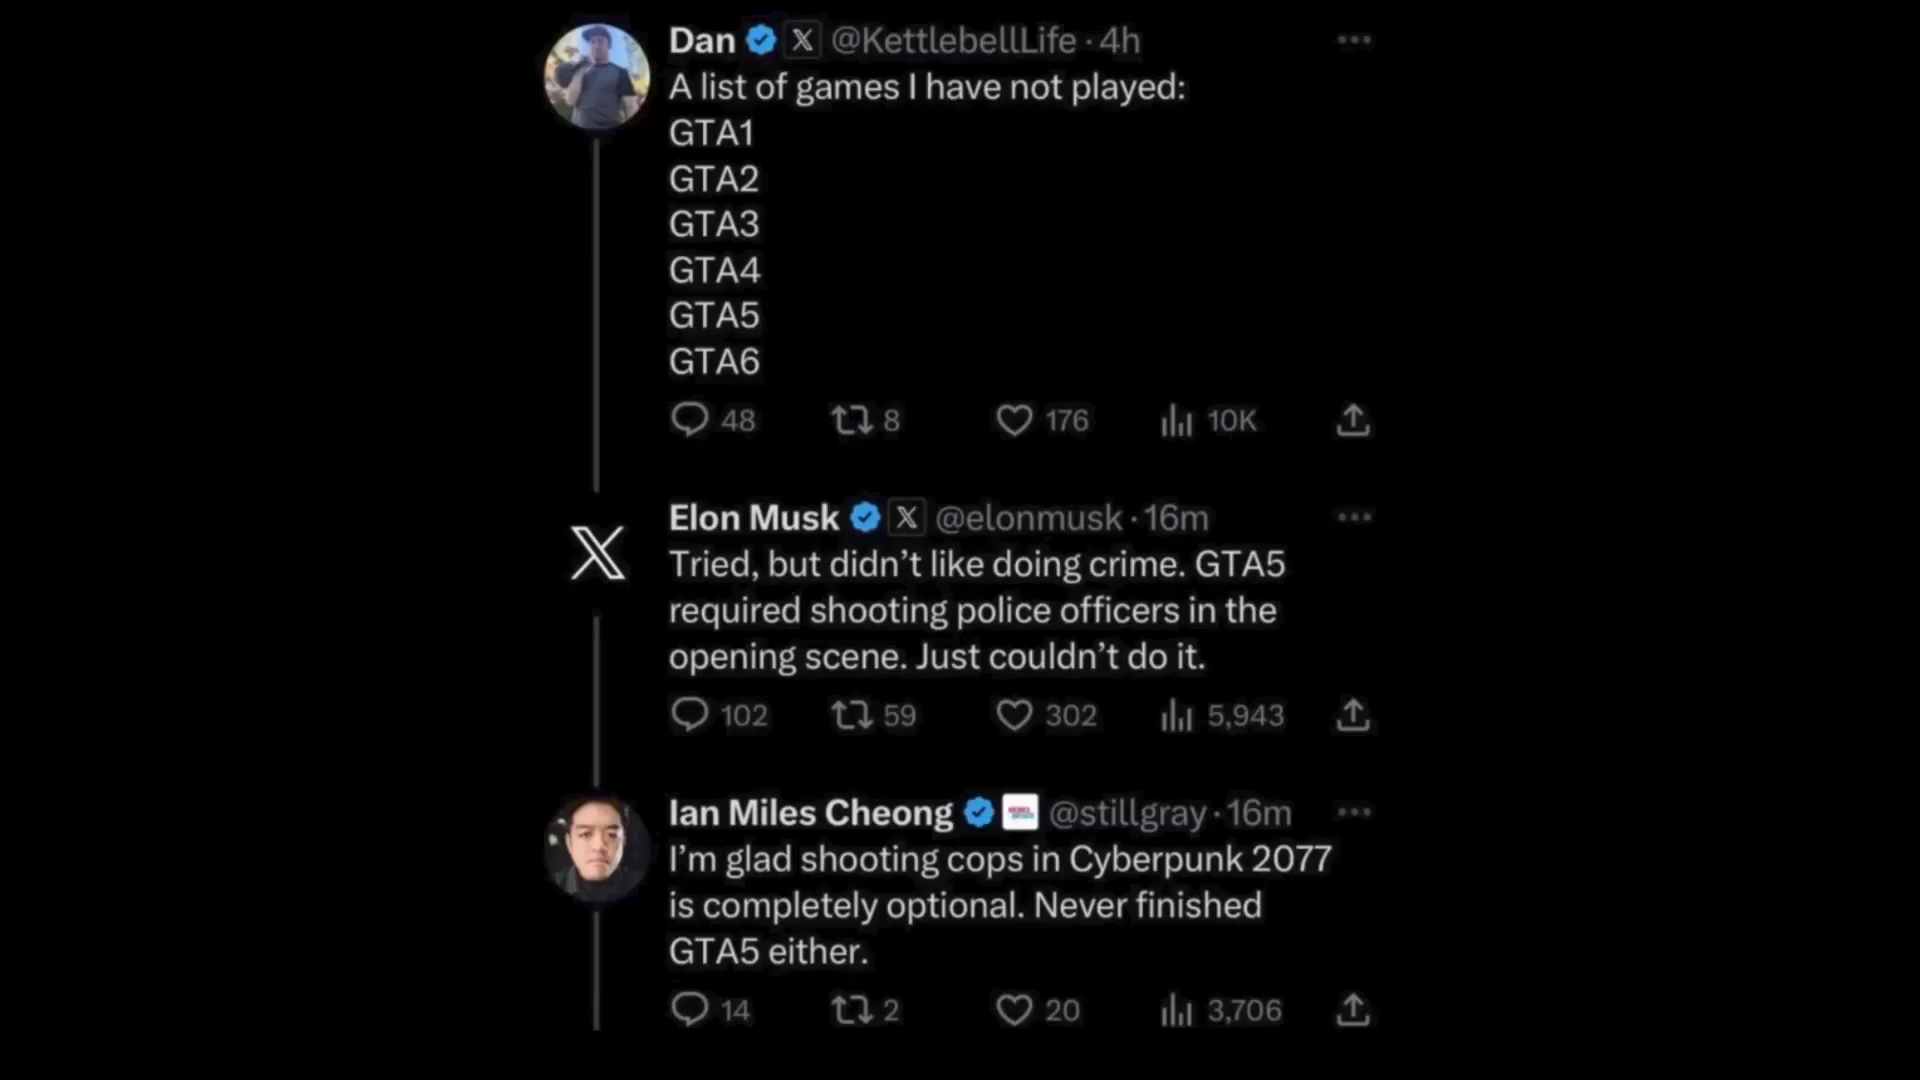 Dan @KettlebellLife · 4h
A list of games I have not played:
GTA1
GTA2
GTA3
GTA4
GTA5
GTA6
48 8 176 10K
Elon Musk @elonmusk · 16m
Tried, but didn’t like doing crime. GTA5
required shooting police officers in the
opening scene. Just couldn’t do it.
102 59 302 5,943
Ian Miles Cheong @stillgray · 16m
I’m glad shooting cops in Cyberpunk 2077
is completely optional. Never finished
GTA5 either.
14 2 20 3,706